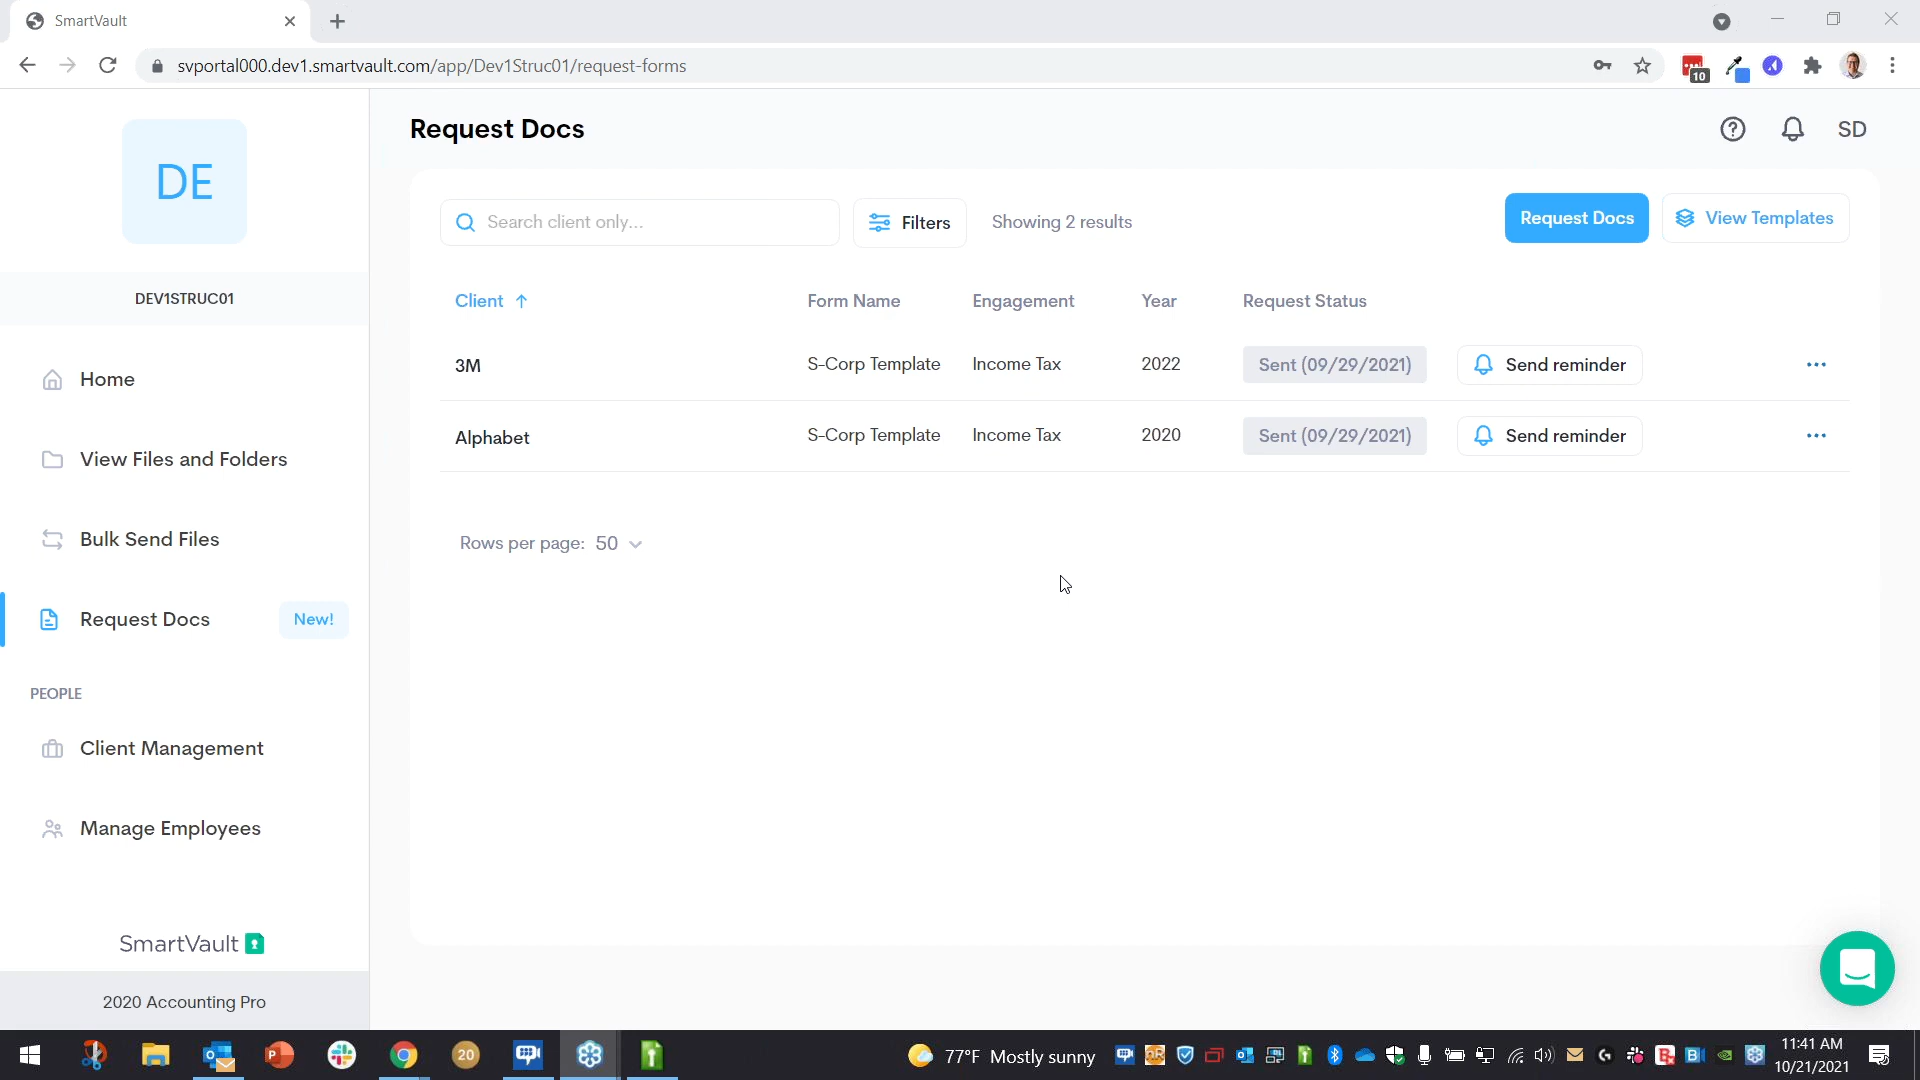 SmartVault
svportal000.dev1.smartvault.com/app/Dev1Struc01/request-forms
10
DE
DEV1STRUC01
Home
View Files and Folders
Bulk Send Files
Request Docs New!
PEOPLE
Client Management
Manage Employees
SmartVault
2020 Accounting Pro
Request Docs
SD
Search client only...
Filters
Showing 2 results
Request Docs
View Templates
Client Form Name Engagement Year Request Status
3M S-Corp Template Income Tax 2022 Sent (09/29/2021) Send reminder
Alphabet S-Corp Template Income Tax 2020 Sent (09/29/2021) Send reminder
Rows per page: 50
20
77°F Mostly sunny
11:41 AM
10/21/2021